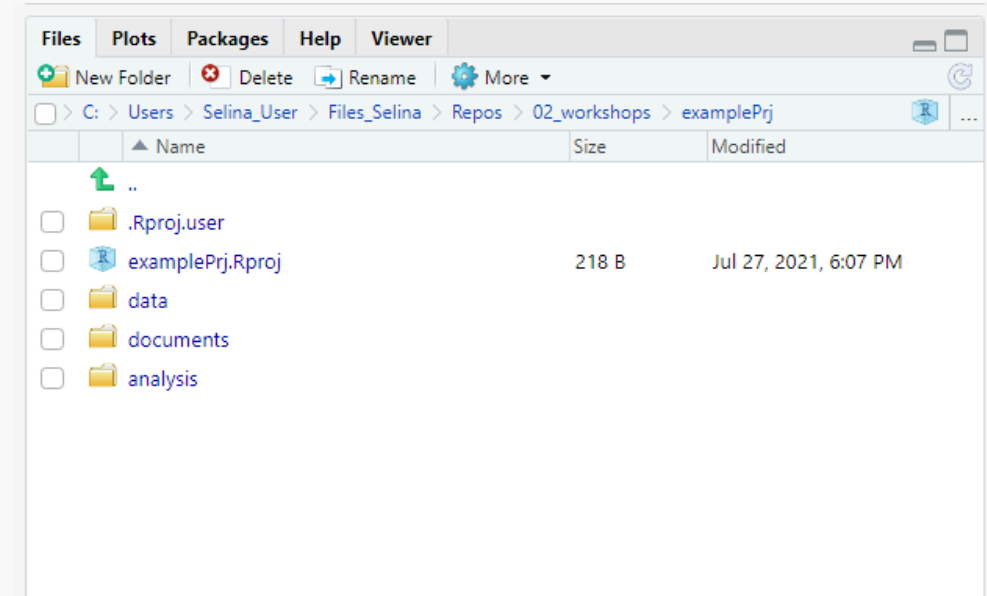 Files Plots Packages Help Viewer
New Folder Delete Rename More
C: > Users > Selina_User > Files_Selina > Repos > 02_workshops > examplePrj R ...
Name Size Modified
..
.Rproj.user
R examplePrj.Rproj 218 B Jul 27, 2021, 6:07 PM
data
documents
analysis